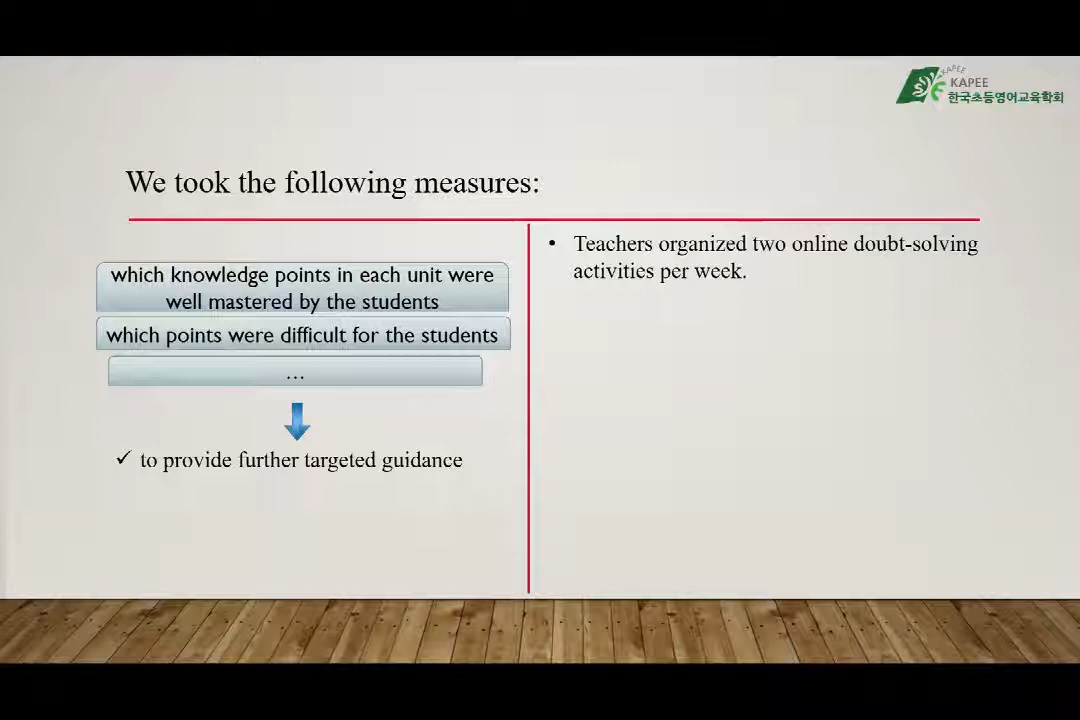 KAPEE
KAPEE
한국초등영어교육학회
We took the following measures:
which knowledge points in each unit were
well mastered by the students
which points were difficult for the students
...
✓ to provide further targeted guidance
• Teachers organized two online doubt-solving
activities per week.